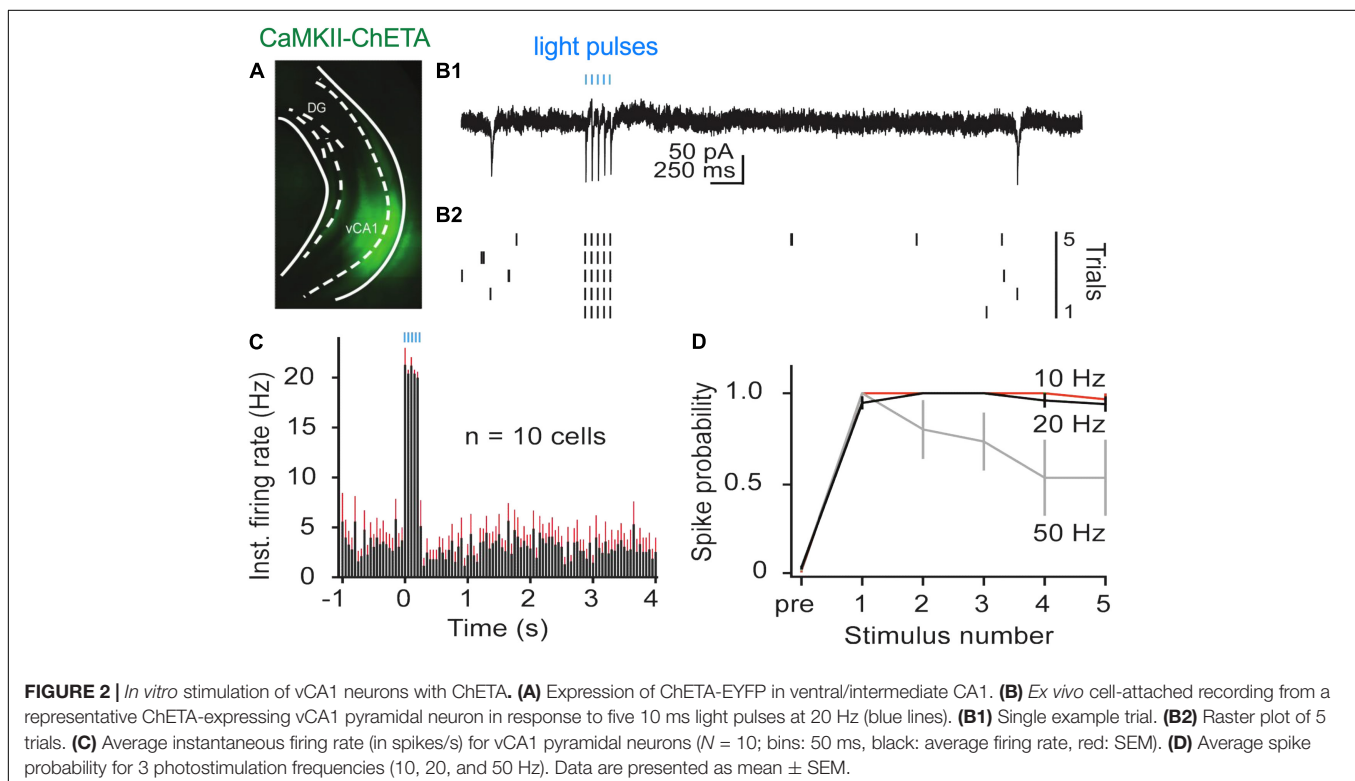 CaMKII-ChETA
light pulses
A
DG
vCA1
B1
50 pA
250 ms
B2
5
Trials
1
C
Inst. firing rate (Hz)
20
15
10
5
0
n = 10 cells
-1 0 1 2 3 4
Time (s)
D
Spike probability
1.0
0.5
0
10 Hz
20 Hz
50 Hz
pre 1 2 3 4 5
Stimulus number
FIGURE 2 | In vitro stimulation of vCA1 neurons with ChETA. (A) Expression of ChETA-EYFP in ventral/intermediate CA1. (B) Ex vivo cell-attached recording from a
representative ChETA-expressing vCA1 pyramidal neuron in response to five 10 ms light pulses at 20 Hz (blue lines). (B1) Single example trial. (B2) Raster plot of 5
trials. (C) Average instantaneous firing rate (in spikes/s) for vCA1 pyramidal neurons (N = 10; bins: 50 ms, black: average firing rate, red: SEM). (D) Average spike
probability for 3 photostimulation frequencies (10, 20, and 50 Hz). Data are presented as mean ± SEM.